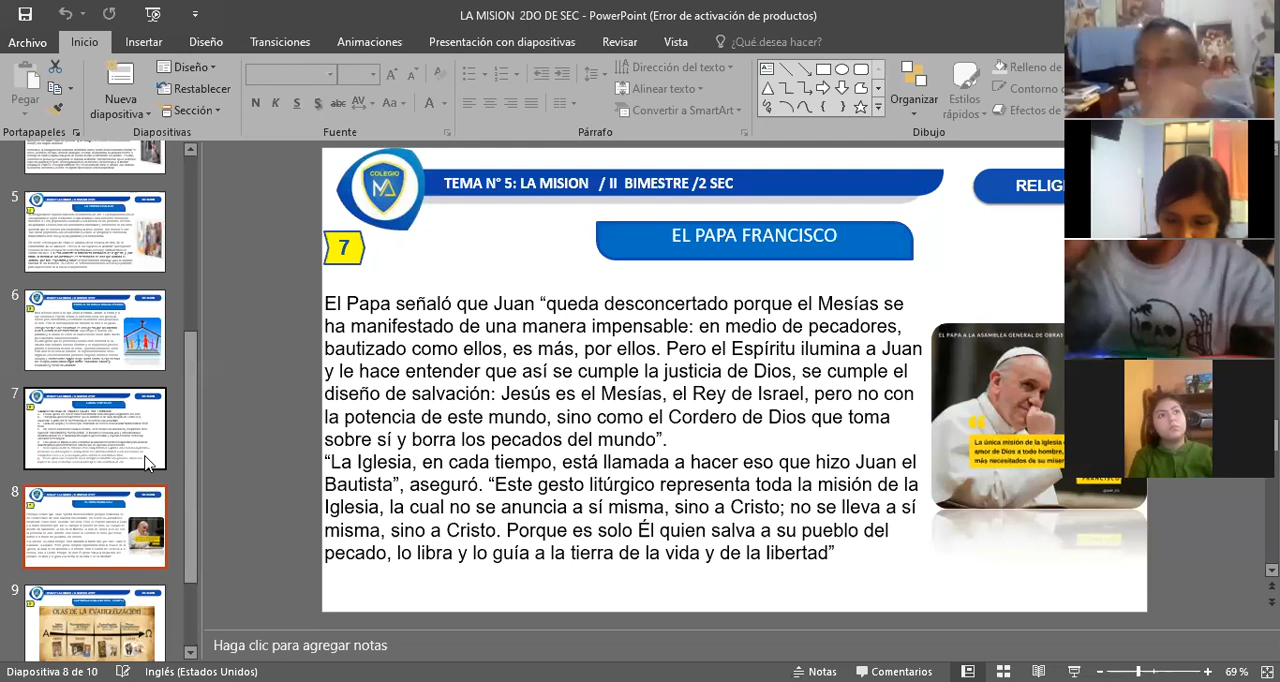 LA MISION 2DO DE SEC - PowerPoint (Error de activación de productos)
Archivo Inicio Insertar Diseño Transiciones Animaciones Presentación con diapositivas Revisar Vista ¿Qué desea hacer?
Pegar
Nueva
diapositiva
Diseño
Restablecer
Sección
N K S S abc AV Aa A
Dirección del texto
Alinear texto
Convertir a SmartArt
Organizar
Estilos
rápidos
Relleno de
Contorno
Efectos de
Portapapeles Diapositivas Fuente Párrafo Dibujo
5
6
7
8
9
OLAS DE LA EVANGELIZACIÓN
COLEGIO
TEMA N° 5: LA MISION / II BIMESTRE /2 SEC
RELIG
7
EL PAPA FRANCISCO
El Papa señaló que Juan “queda desconcertado porque el Mesías se
ha manifestado de una manera impensable: en medio a pecadores,
bautizado como ellos, es más, por ellos. Pero el Espíritu ilumina a Juan
y le hace entender que así se cumple la justicia de Dios, se cumple el
diseño de salvación: Jesús es el Mesías, el Rey de Israel, pero no con
la potencia de este mundo, sino como el Cordero de Dios, que toma
sobre sí y borra los pecados del mundo”.
“La Iglesia, en cada tiempo, está llamada a hacer eso que hizo Juan el
Bautista”, aseguró. “Este gesto litúrgico representa toda la misión de la
Iglesia, la cual no se anuncia a sí misma, sino a Cristo; no se lleva a sí
misma, sino a Cristo. Porque es solo Él quien salva a su pueblo del
pecado, lo libra y lo guía a la tierra de la vida y de la libertad”
EL PAPA A LA ASAMBLEA GENERAL DE OBRAS
La única misión de la Iglesia
amor de Dios a todo hombre,
más necesitados de su miser
Haga clic para agregar notas
Diapositiva 8 de 10 Inglés (Estados Unidos) Notas Comentarios 69 %